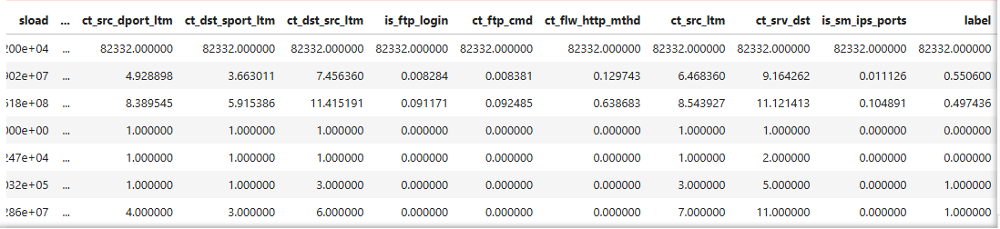 sload ... ct_src_dport_ltm ct_dst_sport_ltm ct_dst_src_ltm is_ftp_login ct_ftp_cmd ct_flw_http_mthd ct_src_ltm ct_srv_dst is_sm_ips_ports label
200e+04 ... 82332.000000 82332.000000 82332.000000 82332.000000 82332.000000 82332.000000 82332.000000 82332.000000 82332.000000 82332.000000
902e+07 ... 4.928898 3.663011 7.456360 0.008284 0.008381 0.129743 6.468360 9.164262 0.011126 0.550600
618e+08 ... 8.389545 5.915386 11.415191 0.091171 0.092485 0.638683 8.543927 11.121413 0.104891 0.497436
000e+00 ... 1.000000 1.000000 1.000000 0.000000 0.000000 0.000000 1.000000 1.000000 0.000000 0.000000
247e+04 ... 1.000000 1.000000 1.000000 0.000000 0.000000 0.000000 1.000000 2.000000 0.000000 0.000000
032e+05 ... 1.000000 1.000000 3.000000 0.000000 0.000000 0.000000 3.000000 5.000000 0.000000 1.000000
286e+07 ... 4.000000 3.000000 6.000000 0.000000 0.000000 0.000000 7.000000 11.000000 0.000000 1.000000